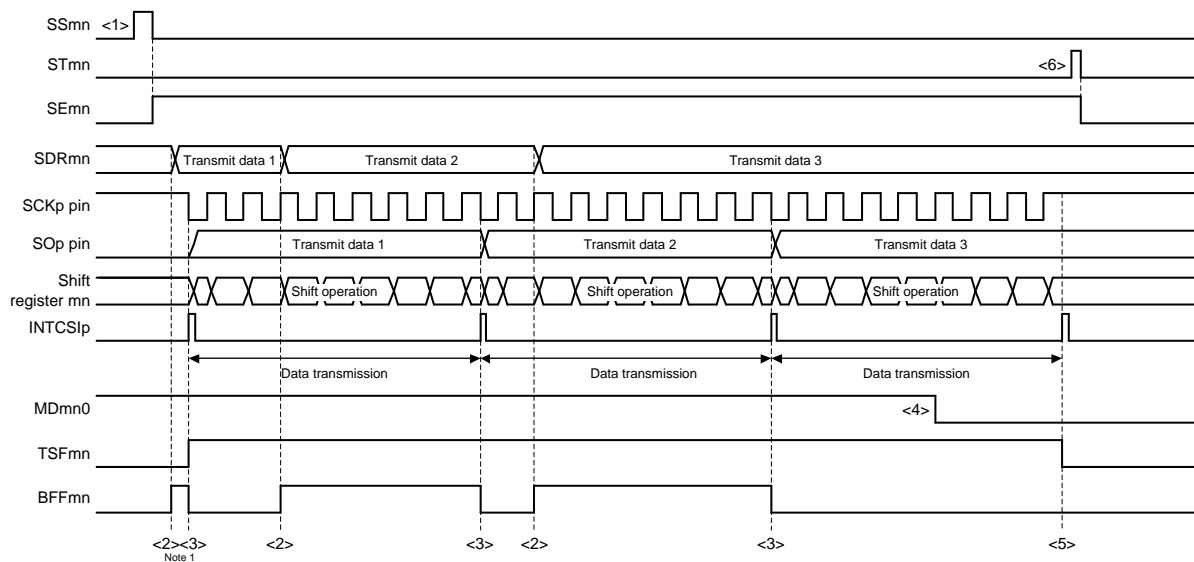 SSmn
<1>
STmn
<6>
SEmn
SDRmn
Transmit data 1
Transmit data 2
Transmit data 3
SCKp pin
SOp pin
Transmit data 1
Transmit data 2
Transmit data 3
Shift
register mn
Shift operation
Shift operation
Shift operation
INTCSIp
Data transmission
Data transmission
Data transmission
MDmn0
<4>
TSFmn
BFFmn
<2><3>
<2>
<3>
<2>
<3>
<5>
Note 1